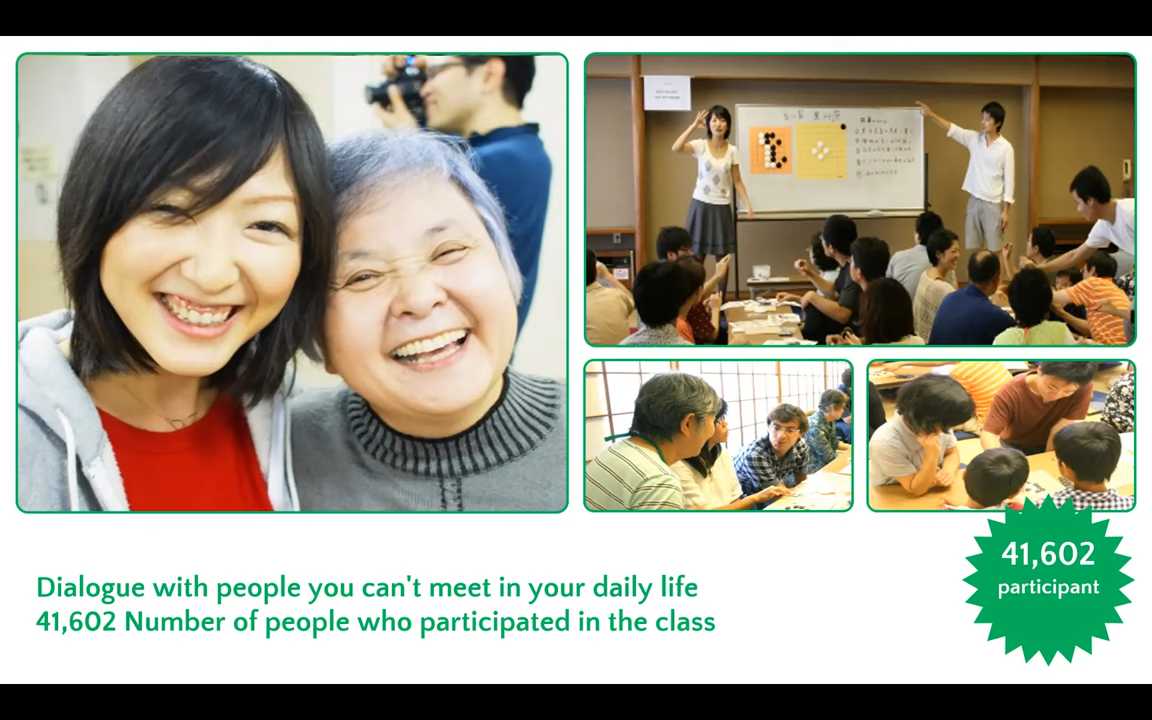 Dialogue with people you can't meet in your daily life
41,602 Number of people who participated in the class
41,602
participant